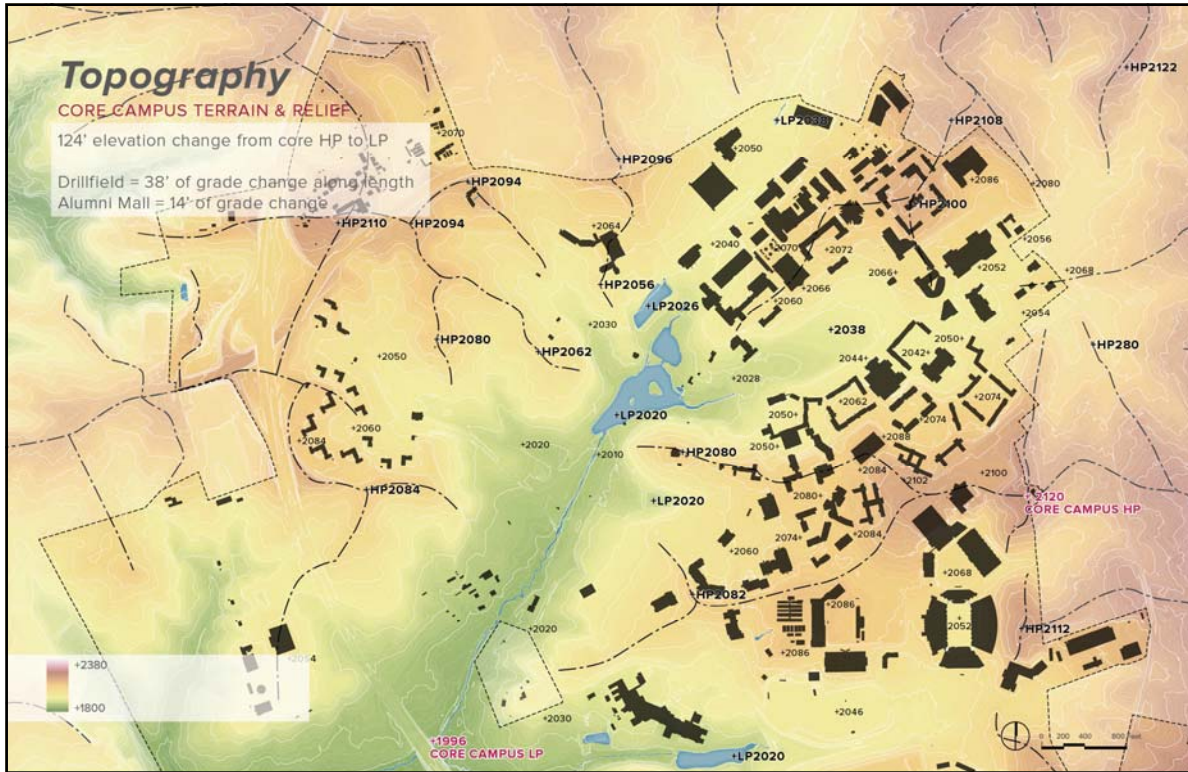 Topography
CORE CAMPUS TERRAIN & RELIEF
124' elevation change from core HP to LP
Drillfield = 38' of grade change along length
Alumni Mall = 14' of grade change
+HP2122
+LP2038
+HP2108
+2070
+2050
+HP2096
+2086
+2080
+HP2094
+HP2100
+HP2110
+HP2094
+2064
+2040
+2070
+2072
+2056
+2066
2066+
+2052
+2068
+HP2056
+2060
+LP2026
+2054
+2030
+2038
+HP2080
+HP2062
+2050
2044+
2042+
2050+
+HP280
+2028
+2062
+2074
+LP2020
2050+
+2074
+2084
+2060
+2020
+2010
2050+
+HP2080
+2088
+2084
+2102
+2100
+HP2084
+LP2020
2080+
+2120
CORE CAMPUS HP
2074+
+2084
+2060
+2068
+HP2082
+2086
+2020
+
2052
+HP2112
+2086
+2380
+1800
+2030
+2046
+1996
CORE CAMPUS LP
+LP2020
0 200 400 800 feet